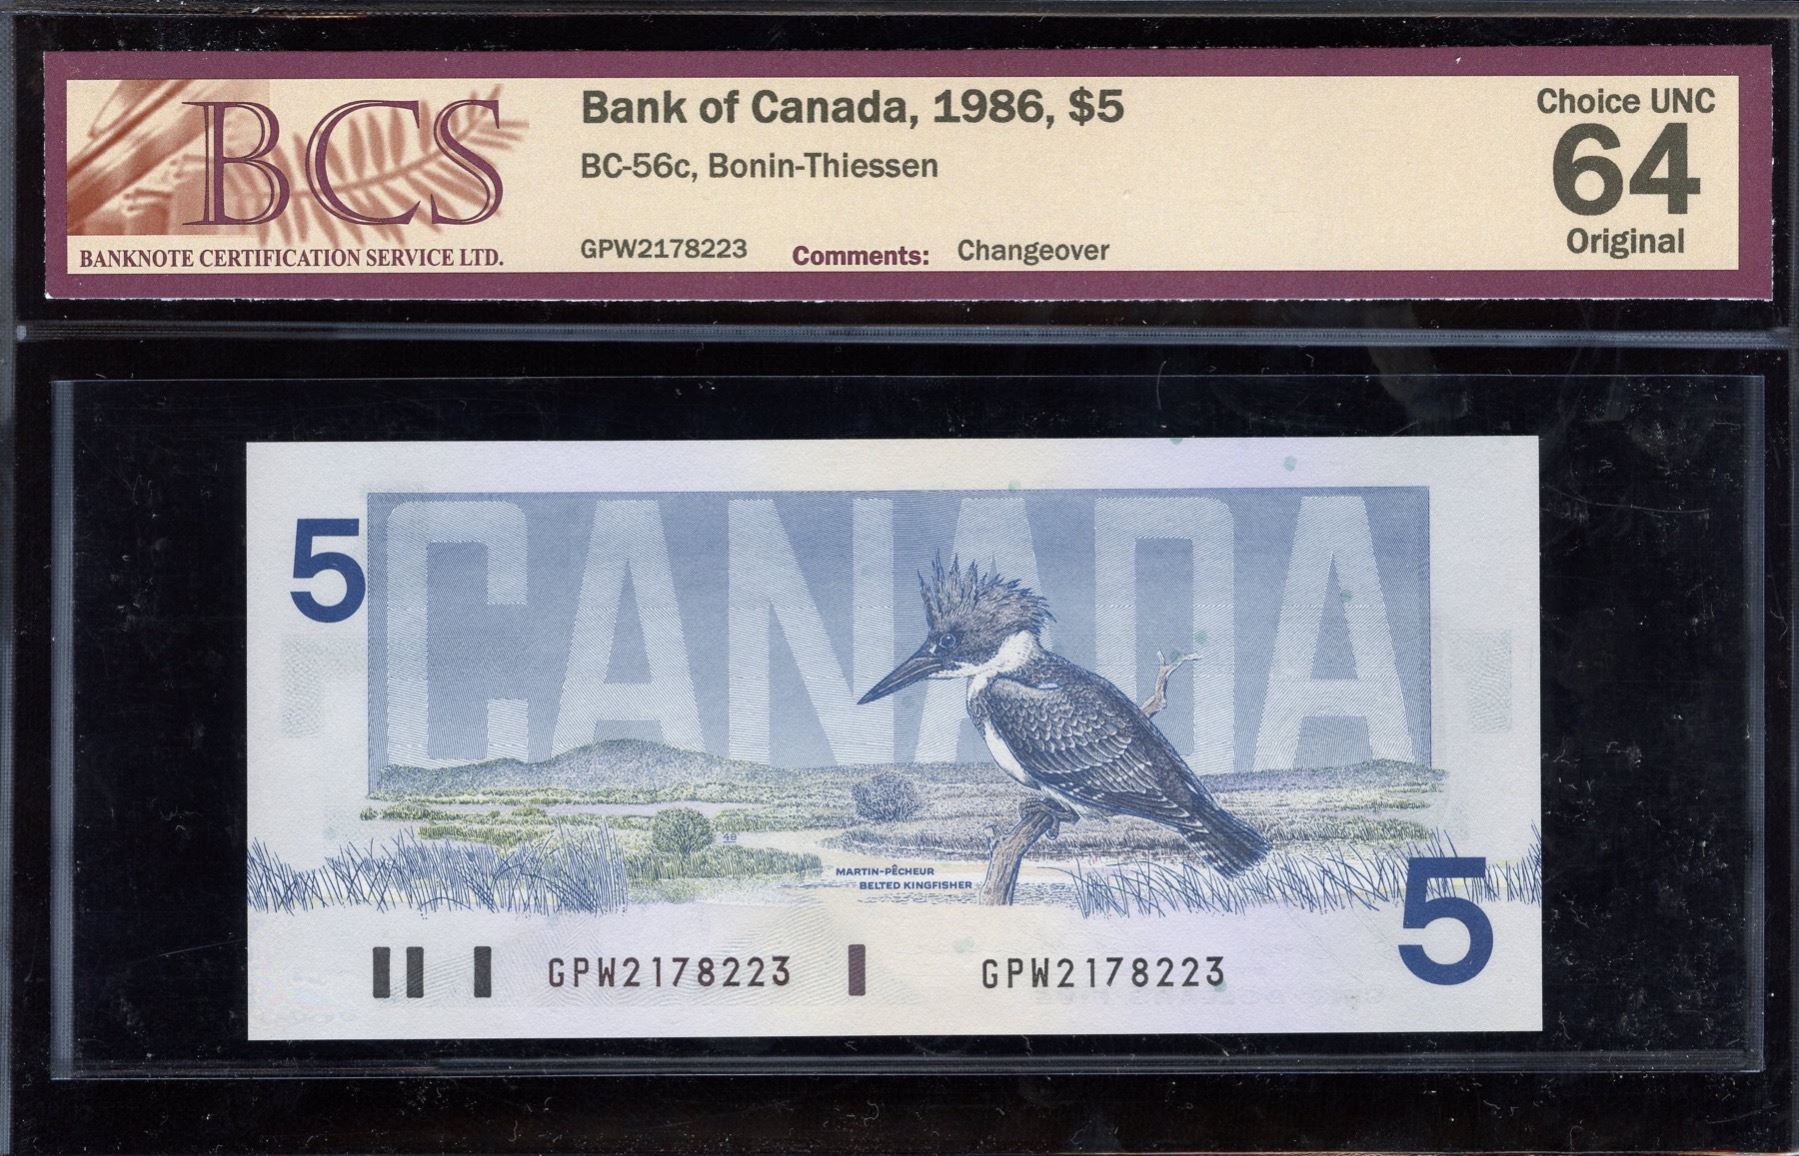 BCS
BANKNOTE CERTIFICATION SERVICE LTD.
Bank of Canada, 1986, $5
BC-56c, Bonin-Thiessen
GPW2178223 Comments: Changeover
Choice UNC
64
Original
5
CANADA
48
MARTIN-PÊCHEUR
BELTED KINGFISHER
5
GPW2178223 GPW2178223